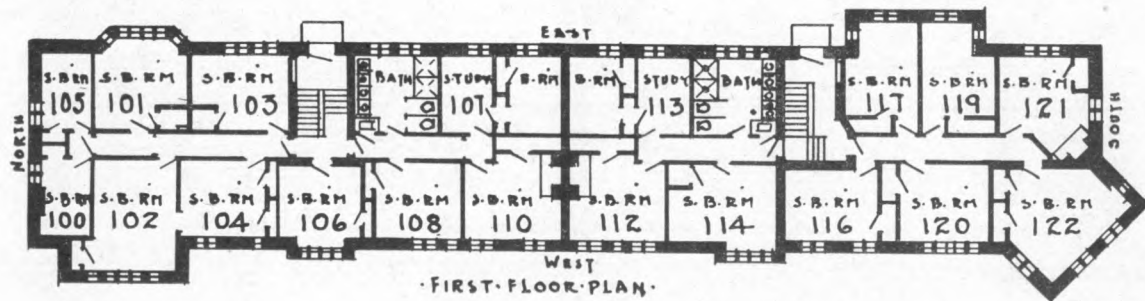 EAST
S.B.RM
105
S.B.RM
101
S.B.RM
103
BATH
STUDY
107
B.RM
B.RM
STUDY
113
BATH
S.B.RM
117
S.BRM
119
S.B.RM
121
NORTH
SOUTH
S.B.RM
100
S.B.RM
102
S.B.RM
104
S.B.RM
106
S.B.RM
108
S.B.RM
110
S.B.RM
112
S.B.RM
114
S.B.RM
116
S.B.RM
120
S.B.RM
122
WEST
·FIRST·FLOOR·PLAN·